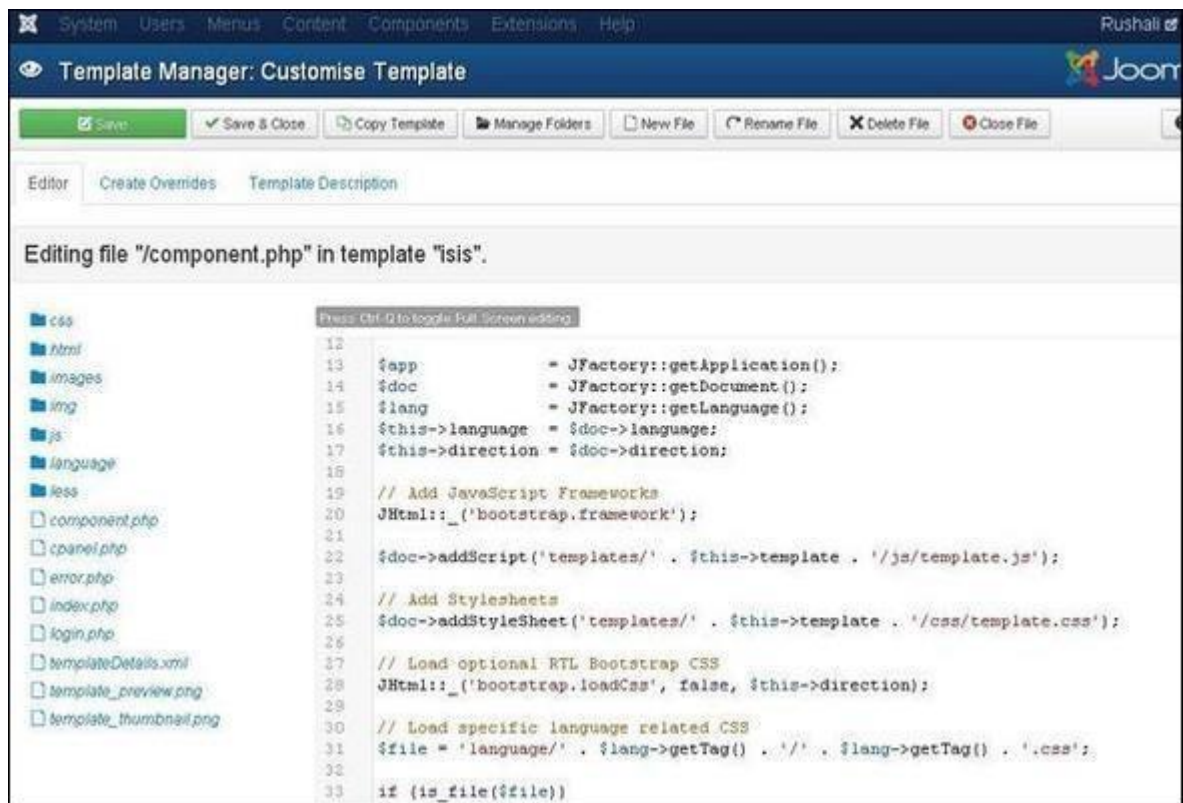 System Users Menus Content Components Extensions Help Rushali
Template Manager: Customise Template Joom
Save Save & Close Copy Template Manage Folders New File Rename File Delete File Close File
Editor Create Overrides Template Description
Editing file "/component.php" in template "isis".
Press Ctrl-Q to toggle Full Screen editing.
css
html
images
img
js
language
less
component.php
cpanel.php
error.php
index.php
login.php
templateDetails.xml
template_preview.png
template_thumbnail.png
12
13 $app = JFactory::getApplication();
14 $doc = JFactory::getDocument();
15 $lang = JFactory::getLanguage();
16 $this->language = $doc->language;
17 $this->direction = $doc->direction;
18
19 // Add JavaScript Frameworks
20 JHtml::_('bootstrap.framework');
21
22 $doc->addScript('templates/' . $this->template . '/js/template.js');
23
24 // Add Stylesheets
25 $doc->addStyleSheet('templates/' . $this->template . '/css/template.css');
26
27 // Load optional RTL Bootstrap CSS
28 JHtml::_('bootstrap.loadCss', false, $this->direction);
29
30 // Load specific language related CSS
31 $file = 'language/' . $lang->getTag() . '/' . $lang->getTag() . '.css';
32
33 if (is_file($file))